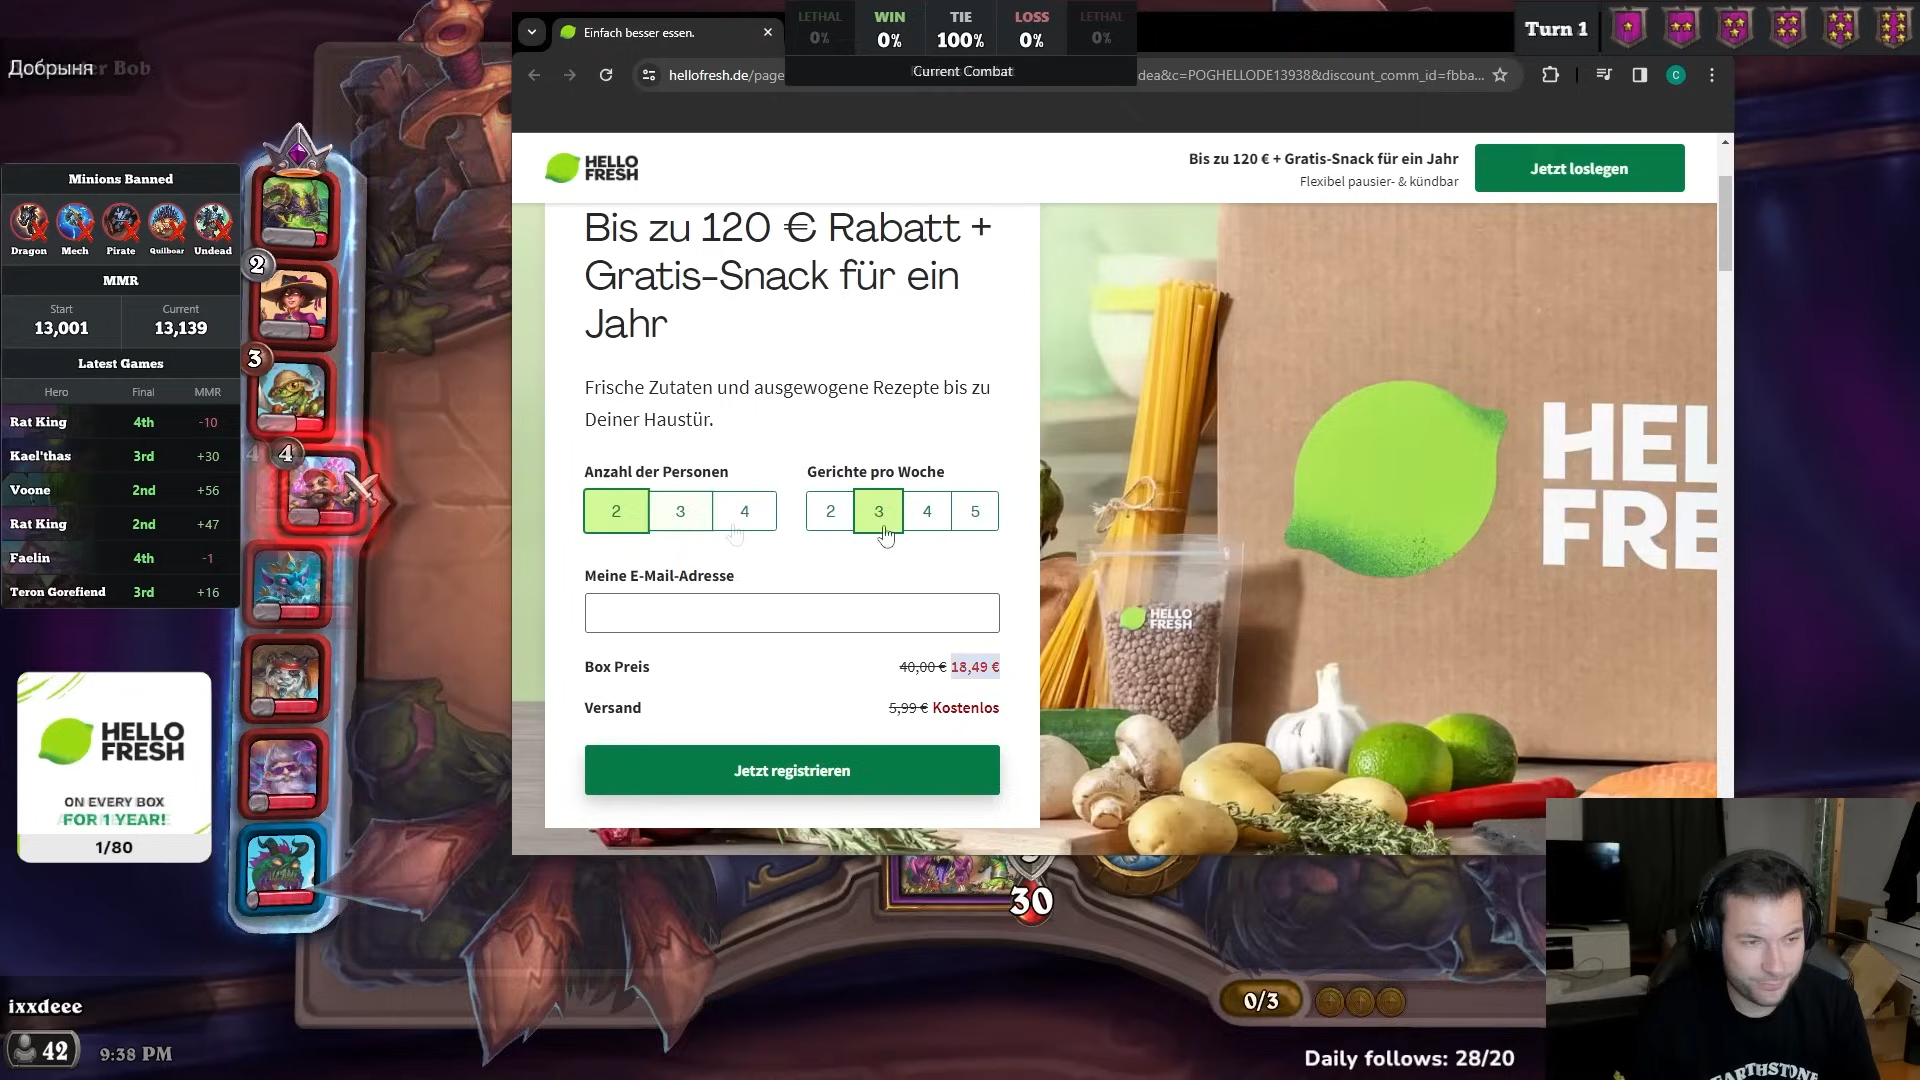 Einfach besser essen.
LETHAL
0%
WIN
0%
TIE
100%
LOSS
0%
LETHAL
0%
Current Combat
Turn 1
hellofresh.de/page
dea&c=POGHELLODE13938&discount_comm_id=fbba...
C
Добрыня
Bob
Minions Banned
Dragon
Mech
Pirate
Quilboar
Undead
MMR
Start
13,001
Current
13,139
Latest Games
Hero
Final
MMR
Rat King
4th
-10
Kael'thas
3rd
+30
Voone
2nd
+56
Rat King
2nd
+47
Faelin
4th
-1
Teron Gorefiend
3rd
+16
2
3
4
4
HELLO
FRESH
Bis zu 120 € + Gratis-Snack für ein Jahr
Flexibel pausier- & kündbar
Jetzt loslegen
Bis zu 120 € Rabatt +
Gratis-Snack für ein
Jahr
Frische Zutaten und ausgewogene Rezepte bis zu
Deiner Haustür.
Anzahl der Personen
2
3
4
Gerichte pro Woche
2
3
4
5
Meine E-Mail-Adresse
Box Preis
40,00 € 18,49 €
Versand
5,99 € Kostenlos
Jetzt registrieren
HEL
FRE
HELLO
FRESH
HELLO
FRESH
ON EVERY BOX
FOR 1 YEAR!
1/80
30
0/3
ixxdeee
42
9:38 PM
Daily follows: 28/20